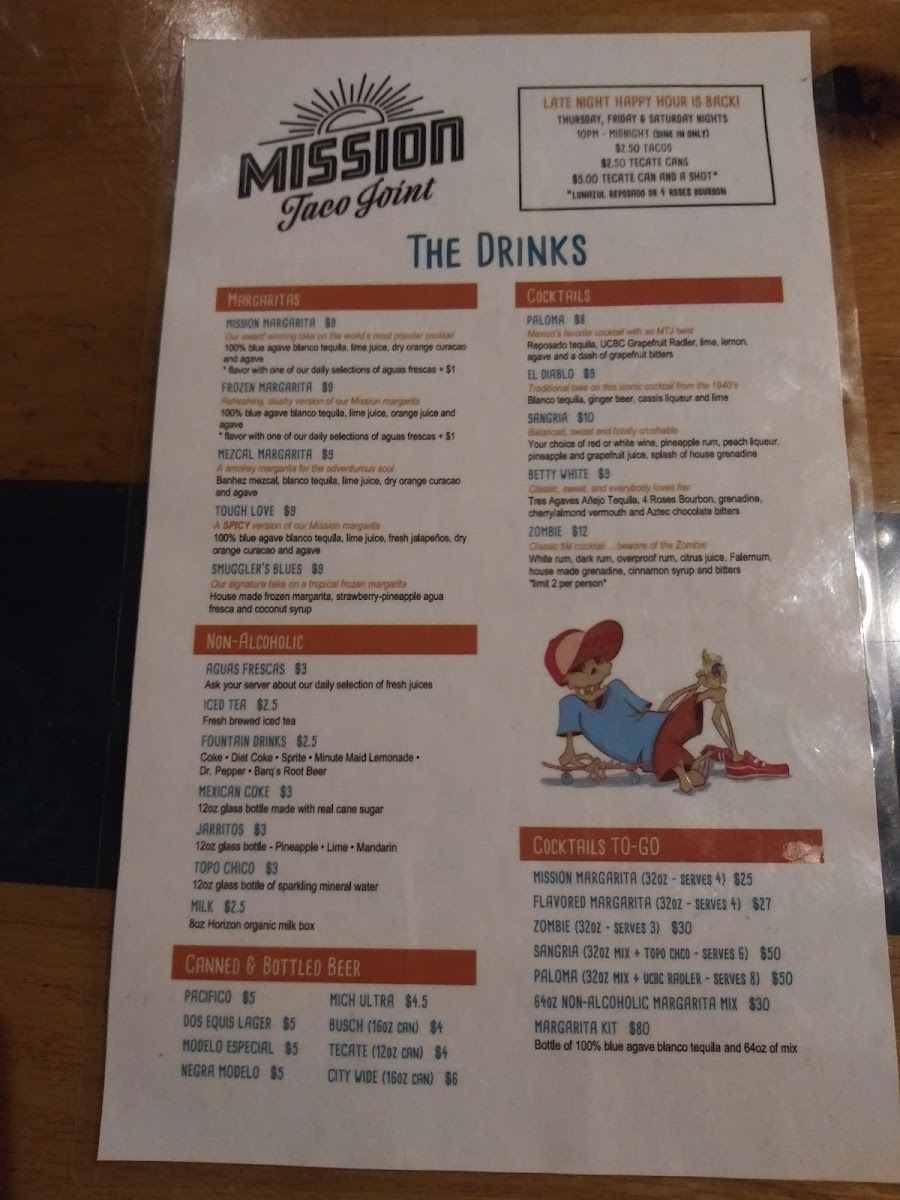 MISSION
Taco Joint
LATE NIGHT HAPPY HOUR IS BACK!
THURSDAY, FRIDAY & SATURDAY NIGHTS
10PM - MIDNIGHT (DINE IN ONLY)
$2.50 TACOS
$2.50 TECATE CANS
$5.00 TECATE CAN AND A SHOT*
*LUNAZUL REPOSADO OR 4 ROSES BOURBON
THE DRINKS
MARGARITAS
MISSION MARGARITA $8
Our award winning take on the world's most popular cocktail
100% blue agave blanco tequila, lime juice, dry orange curacao
and agave
* flavor with one of our daily selections of aguas frescas + $1
FROZEN MARGARITA $9
Refreshing, slushy version of our Mission margarita
100% blue agave blanco tequila, lime juice, orange juice and
agave
* flavor with one of our daily selections of aguas frescas + $1
MEZCAL MARGARITA $9
A smokey margarita for the adventurous soul
Banhez mezcal, blanco tequila, lime juice, dry orange curacao
and agave
TOUGH LOVE $9
A SPICY version of our Mission margarita
100% blue agave blanco tequila, lime juice, fresh jalapeños, dry
orange curacao and agave
SMUGGLER'S BLUES $9
Our signature take on a tropical frozen margarita
House made frozen margarita, strawberry-pineapple agua
fresca and coconut syrup
NON-ALCOHOLIC
AGUAS FRESCAS $3
Ask your server about our daily selection of fresh juices
ICED TEA $2.5
Fresh brewed iced tea
FOUNTAIN DRINKS $2.5
Coke • Diet Coke • Sprite • Minute Maid Lemonade •
Dr. Pepper • Barq's Root Beer
MEXICAN COKE $3
12oz glass bottle made with real cane sugar
JARRITOS $3
12oz glass bottle - Pineapple • Lime • Mandarin
TOPO CHICO $3
12oz glass bottle of sparkling mineral water
MILK $2.5
8oz Horizon organic milk box
CANNED & BOTTLED BEER
PACIFICO $5
DOS EQUIS LAGER $5
MODELO ESPECIAL $5
NEGRA MODELO $5
MICH ULTRA $4.5
BUSCH (16OZ CAN) $4
TECATE (12OZ CAN) $4
CITY WIDE (16OZ CAN) $6
COCKTAILS
PALOMA $8
Mexico's favorite cocktail with an MTJ twist
Reposado tequila, UCBC Grapefruit Radler, lime, lemon,
agave and a dash of grapefruit bitters
EL DIABLO $9
Traditional take on this iconic cocktail from the 1940's
Blanco tequila, ginger beer, cassis liqueur and lime
SANGRIA $10
Balanced, sweet and totally crushable
Your choice of red or white wine, pineapple rum, peach liqueur,
pineapple and grapefruit juice, splash of house grenadine
BETTY WHITE $9
Classic, sweet, and everybody loves her
Tres Agaves Añejo Tequila, 4 Roses Bourbon, grenadine,
cherry/almond vermouth and Aztec chocolate bitters
ZOMBIE $12
Classic tiki cocktail... beware of the Zombie
White rum, dark rum, overproof rum, citrus juice, Falernum,
house made grenadine, cinnamon syrup and bitters
*limit 2 per person*
COCKTAILS TO-GO
MISSION MARGARITA (32OZ - SERVES 4) $25
FLAVORED MARGARITA (32OZ - SERVES 4) $27
ZOMBIE (32OZ - SERVES 3) $30
SANGRIA (32OZ MIX + TOPO CHCO - SERVES 6) $50
PALOMA (32OZ MIX + UCBC RADLER - SERVES 8) $50
64OZ NON-ALCOHOLIC MARGARITA MIX $30
MARGARITA KIT $80
Bottle of 100% blue agave blanco tequila and 64oz of mix